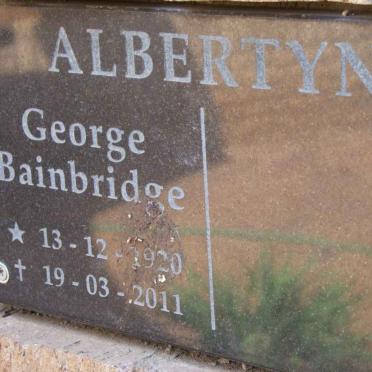 ALBERTYN
George
Bainbridge
★ 13-12-1920
✝ 19-03-2011